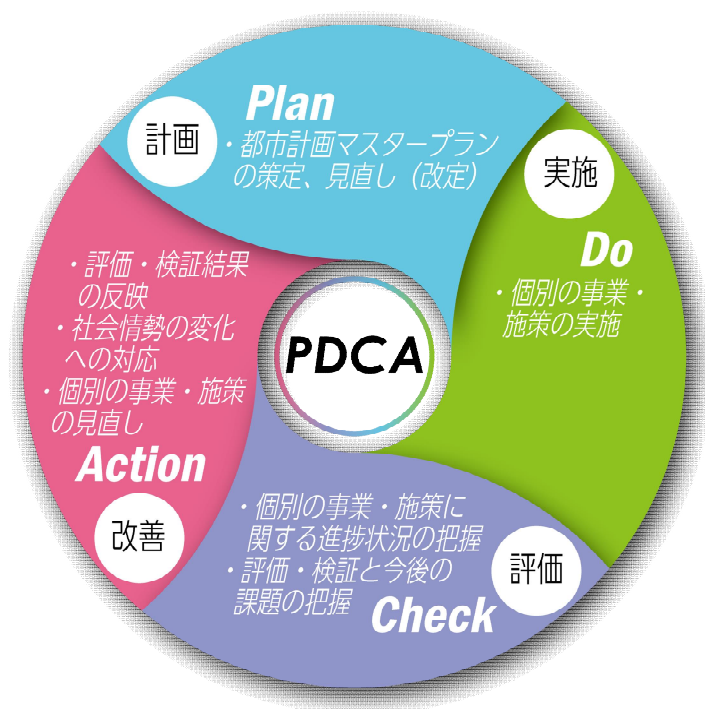 計画
Plan
・都市計画マスタープラン
の策定、見直し（改定）
実施
Do
・個別の事業・
施策の実施
PDCA
・個別の事業・施策に
関する進捗状況の把握
・評価・検証と今後の
課題の把握
Check
評価
・評価・検証結果
の反映
・社会情勢の変化
への対応
・個別の事業・施策
の見直し
Action
改善